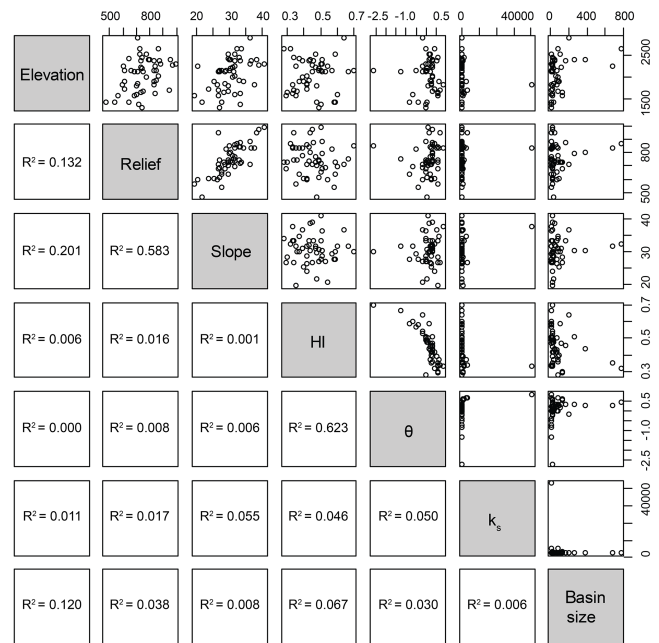 500 800 20 30 40 0.3 0.5 0.7 -2.5 -1.0 0.5 0 40000 0 400 800
Elevation
1500 2500
R² = 0.132 Relief
500 800
R² = 0.201 R² = 0.583 Slope
20 30 40
R² = 0.006 R² = 0.016 R² = 0.001 HI
0.3 0.5 0.7
R² = 0.000 R² = 0.008 R² = 0.006 R² = 0.623 θ
-2.5 -1.0 0.5
R² = 0.011 R² = 0.017 R² = 0.055 R² = 0.046 R² = 0.050 kₛ
0 40000
R² = 0.120 R² = 0.038 R² = 0.008 R² = 0.067 R² = 0.030 R² = 0.006 Basin
size